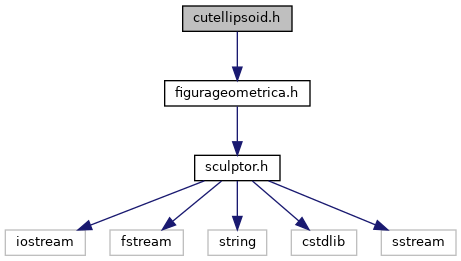 cutellipsoid.h
figurageometrica.h
sculptor.h
iostream
fstream
string
cstdlib
sstream